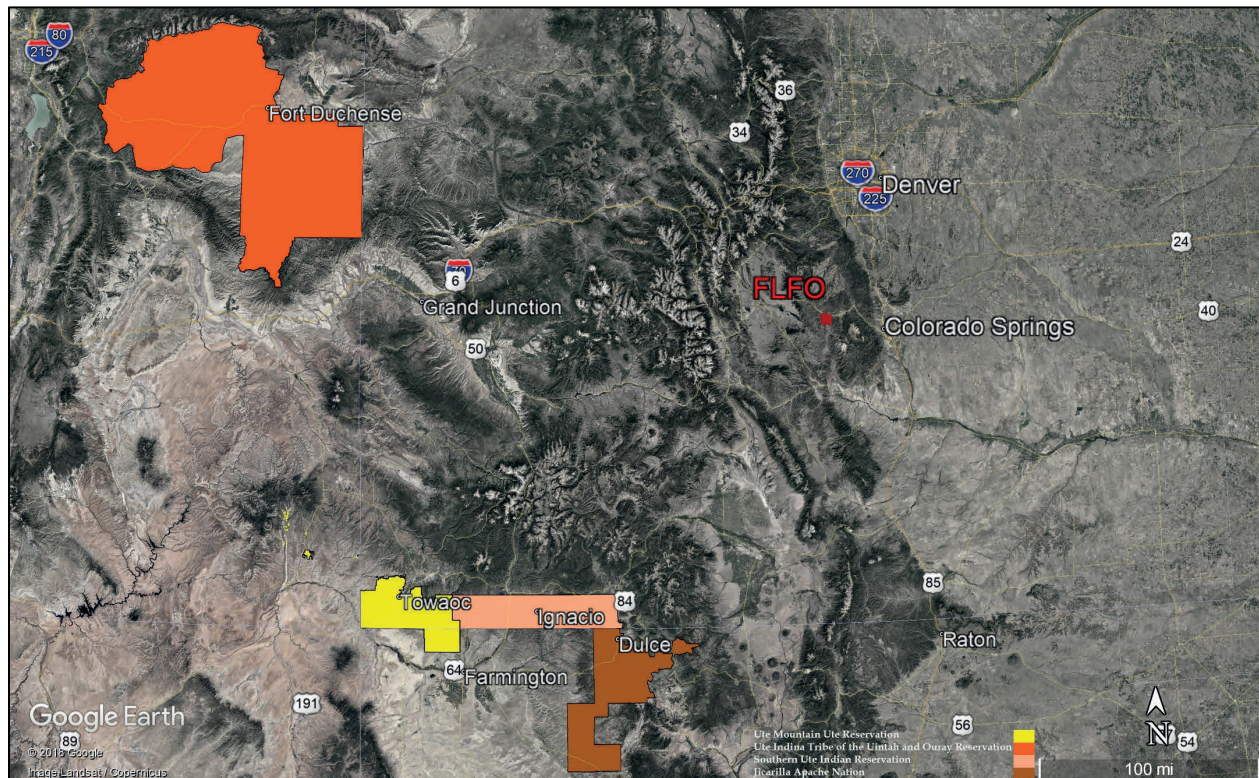 80
215
Fort Duchense
36
34
270
Denver
225
24
70
6
FLFO
Grand Junction
40
Colorado Springs
50
85
Towaoc
84
Ignacio
Dulce
Raton
64
Farmington
191
Google Earth
56
N
54
89
© 2018 Google
Image Landsat / Copernicus
Ute Mountain Ute Reservation
Ute Indina Tribe of the Uintah and Ouray Reservation
Southern Ute Indian Reservation
Jicarilla Apache Nation
100 mi